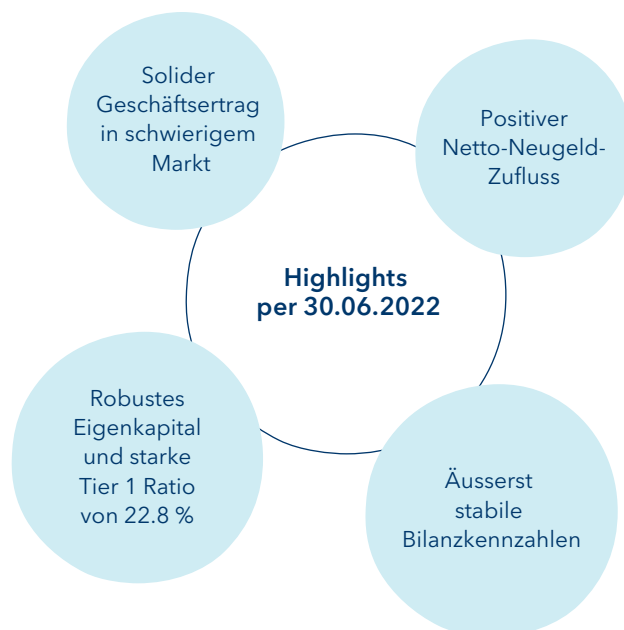 Solider
Geschäftsertrag
in schwierigem
Markt
Positiver
Netto-Neugeld-
Zufluss
Highlights
per 30.06.2022
Robustes
Eigenkapital
und starke
Tier 1 Ratio
von 22.8 %
Äusserst
stabile
Bilanzkennzahlen